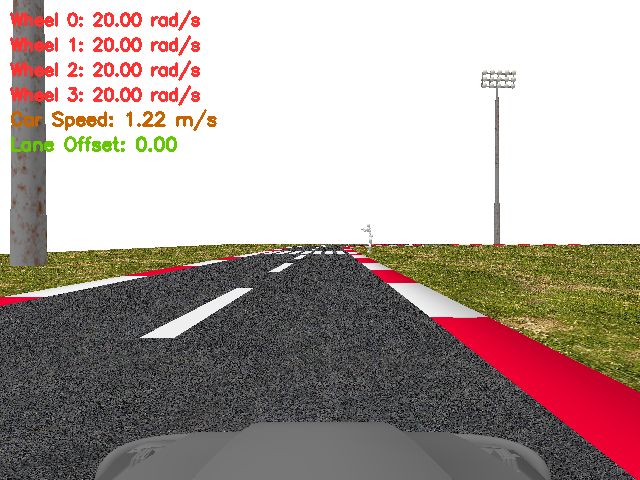 Wheel 0: 20.00 rad/s
Wheel 1: 20.00 rad/s
Wheel 2: 20.00 rad/s
Wheel 3: 20.00 rad/s
Car Speed: 1.22 m/s
Lane Offset: 0.00